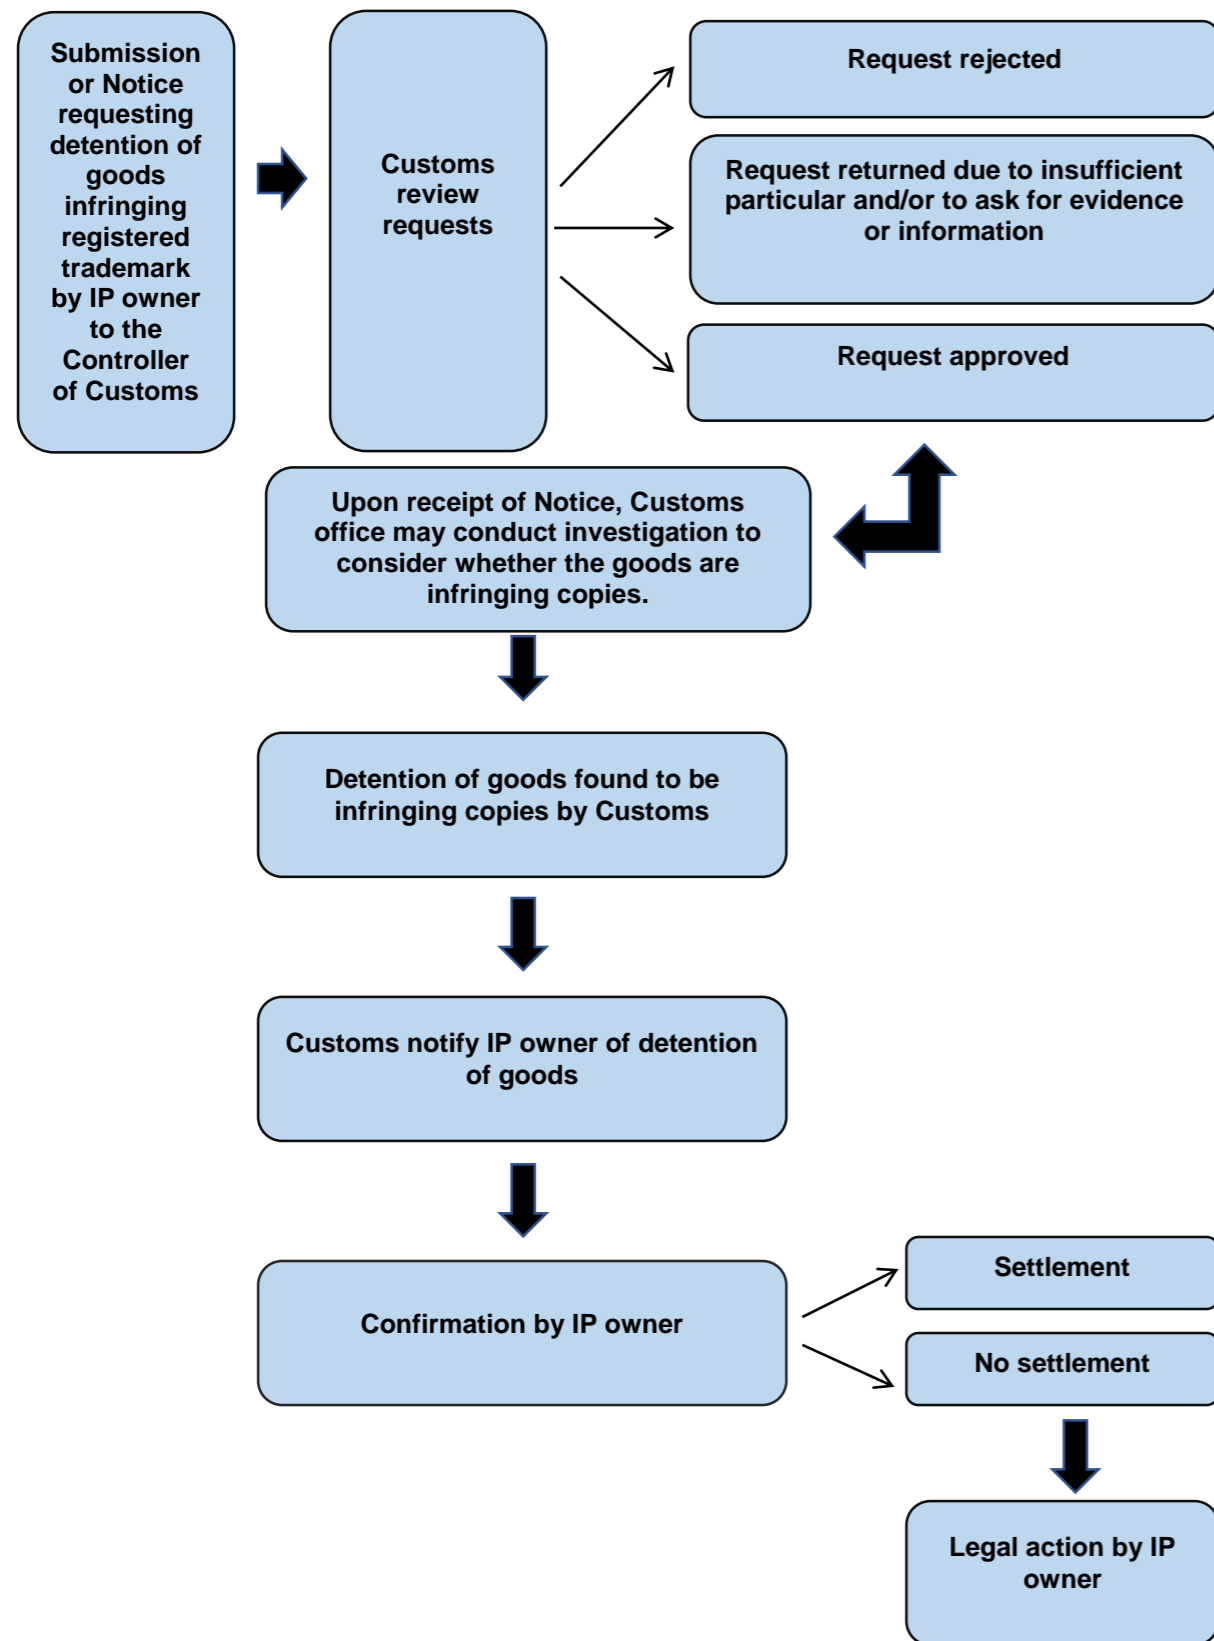 Submission
or Notice
requesting
detention of
goods
infringing
registered
trademark
by IP owner
to the
Controller
of Customs
Customs
review
requests
Request rejected
Request returned due to insufficient
particular and/or to ask for evidence
or information
Request approved
Upon receipt of Notice, Customs
office may conduct investigation to
consider whether the goods are
infringing copies.
Detention of goods found to be
infringing copies by Customs
Customs notify IP owner of detention
of goods
Confirmation by IP owner
Settlement
No settlement
Legal action by IP
owner